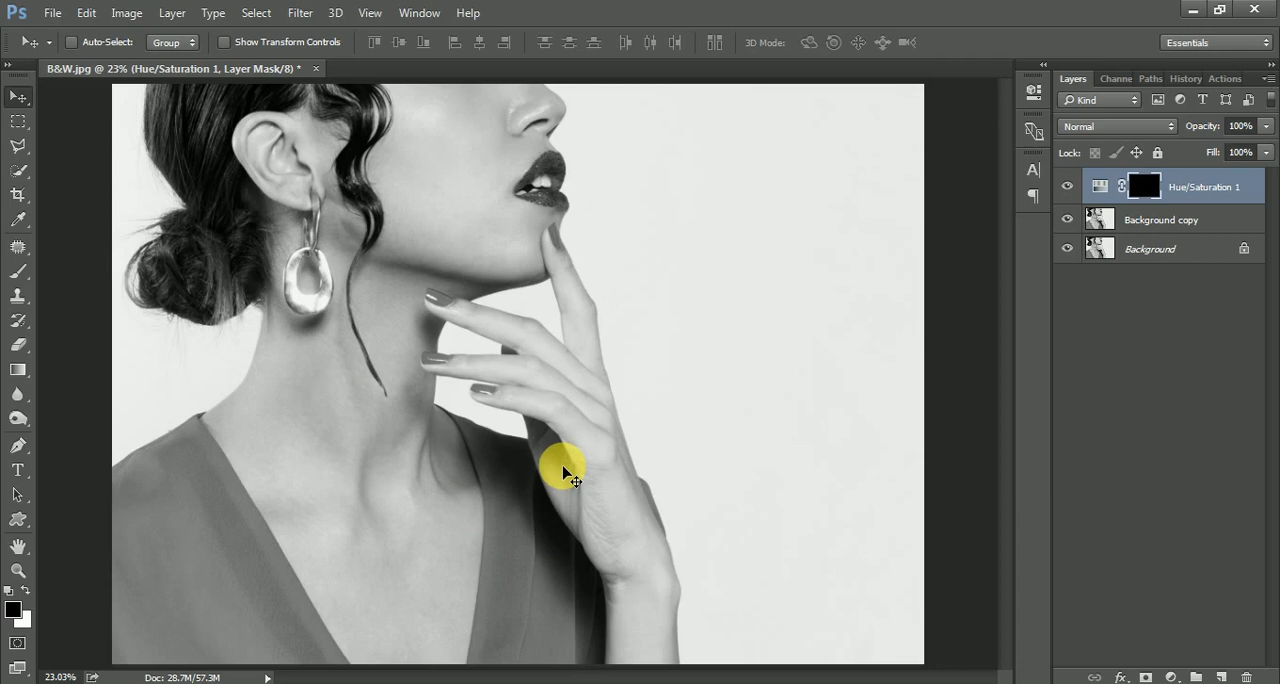 Ps File Edit Image Layer Type Select Filter 3D View Window Help
Auto-Select: Group Show Transform Controls 3D Mode: Essentials
B&W.jpg @ 23% (Hue/Saturation 1, Layer Mask/8) * ×
Layers Channe Paths History Actions
Kind T
Normal Opacity: 100%
Lock: Fill: 100%
A
Hue/Saturation 1
Background copy
Background
T
23.03% Doc: 28.7M/57.3M
fx